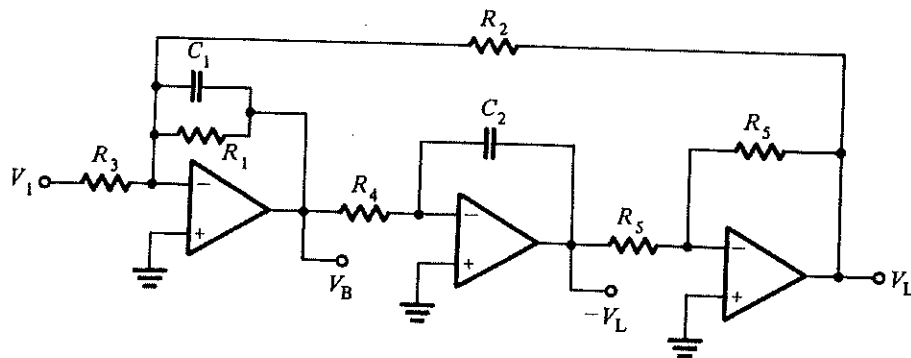 R2
C1
C2
R5
R3
R1
V1
−
R4
−
R5
−
+
+
VB
−VL
+
VL